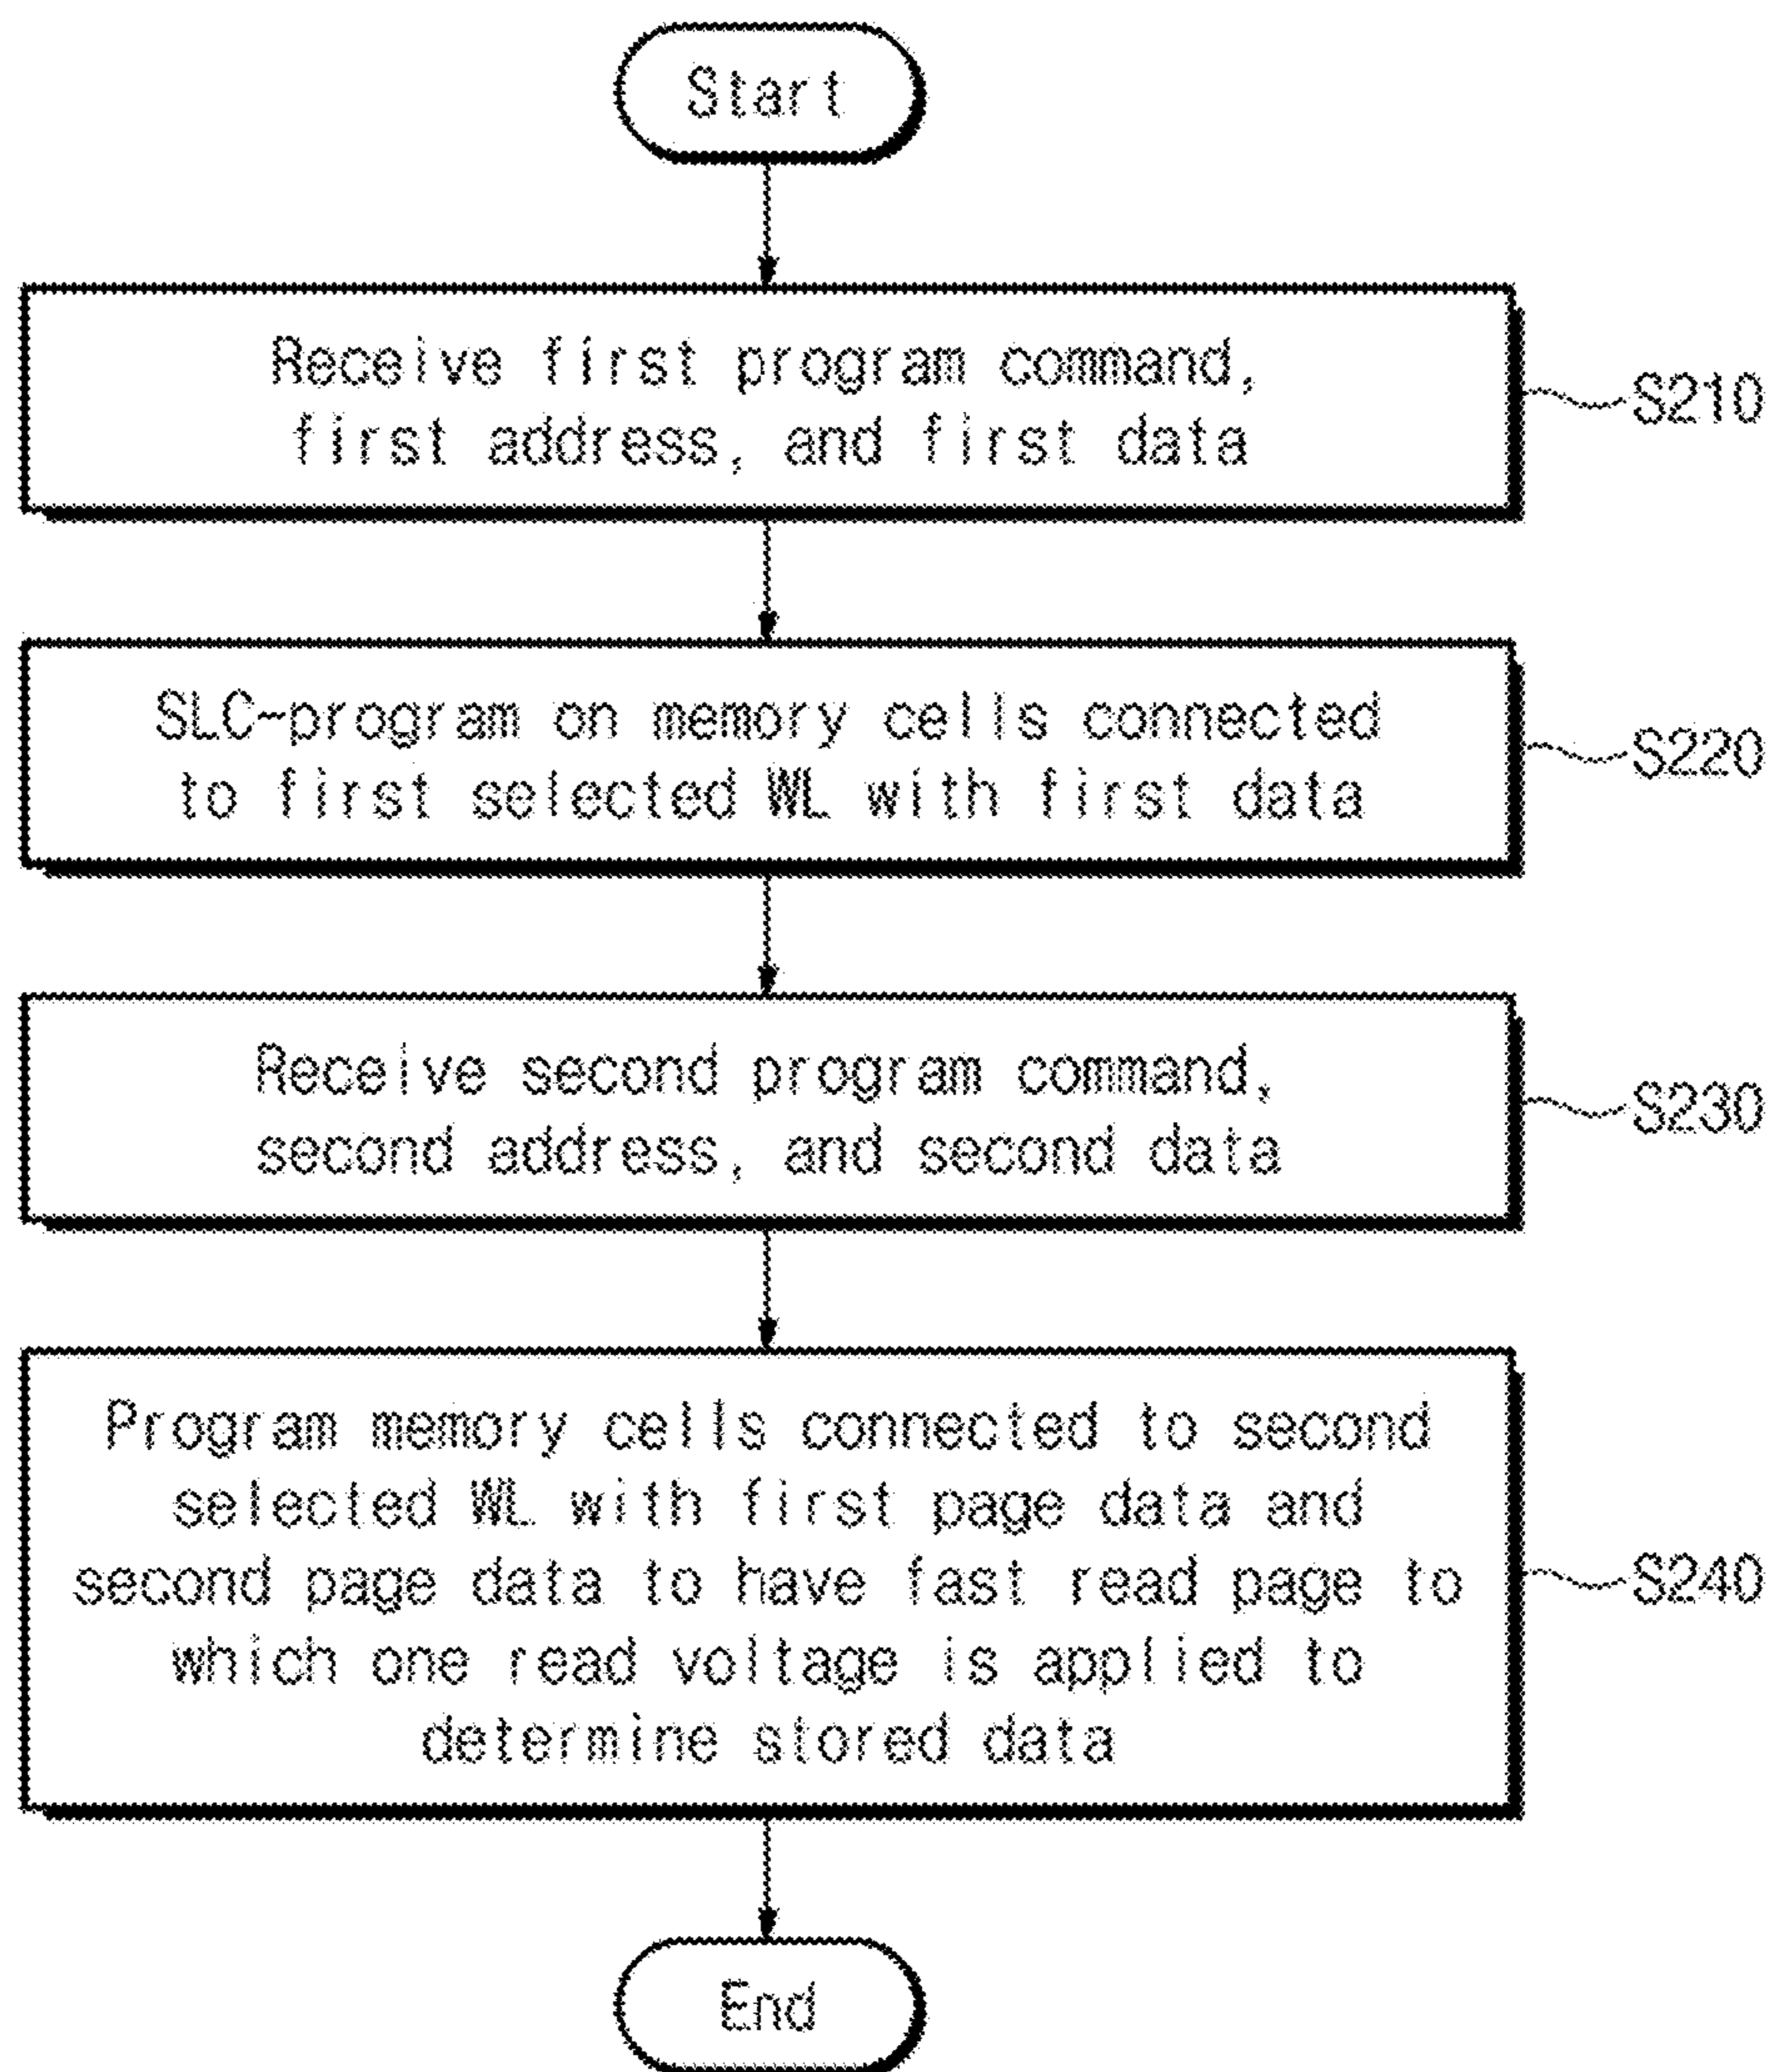 Start
Receive first program command,
first address, and first data
S210
SLC-program on memory cells connected
to first selected WL with first data
S220
Receive second program command,
second address, and second data
S230
Program memory cells connected to second
selected WL with first page data and
second page data to have fast read page to
which one read voltage is applied to
determine stored data
S240
End